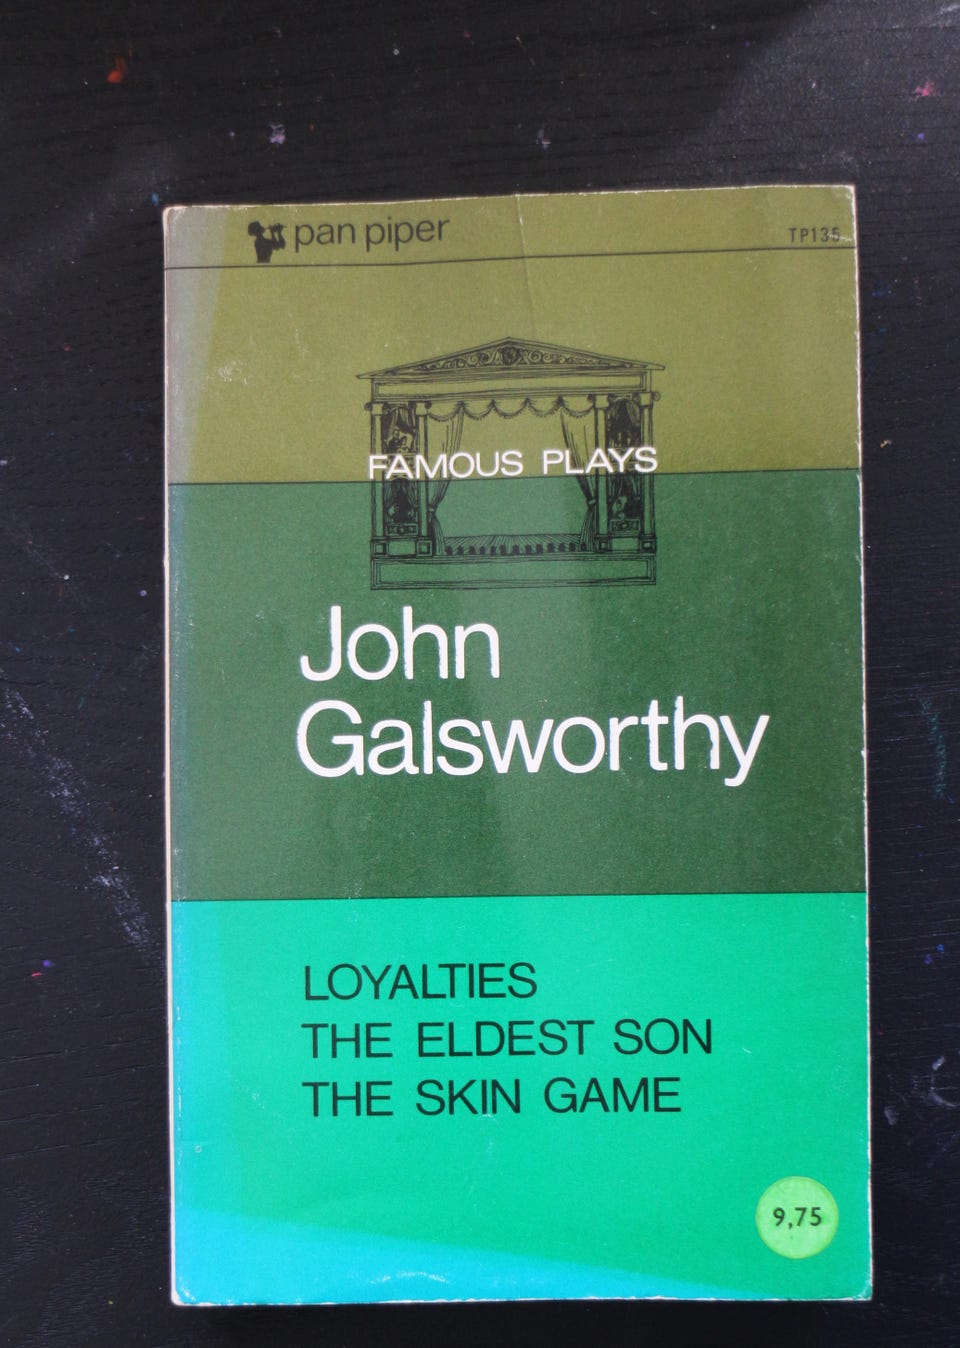 pan piper
TP135
FAMOUS PLAYS
John
Galsworthy
LOYALTIES
THE ELDEST SON
THE SKIN GAME
9,75